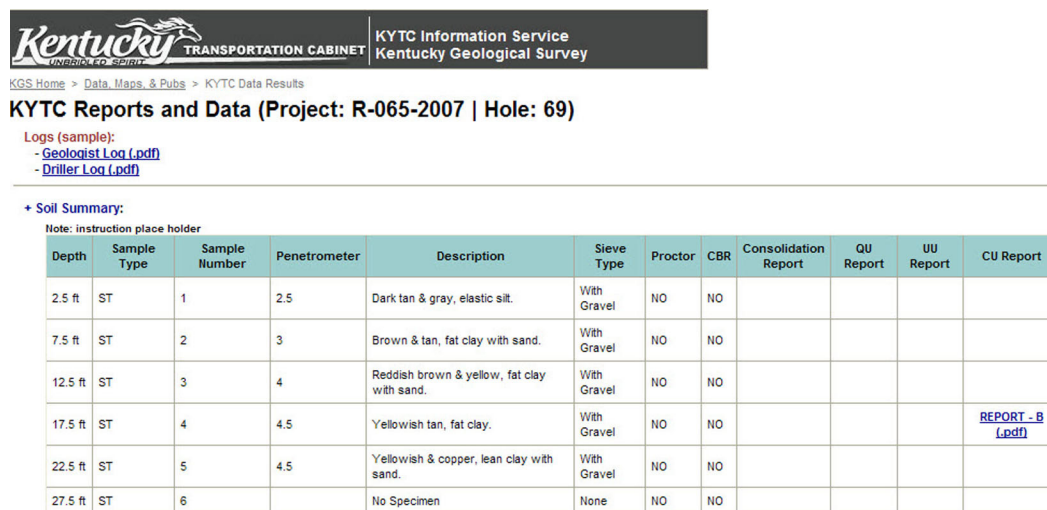 Kentucky TRANSPORTATION CABINET
UNBRIDLED SPIRIT
KYTC Information Service
Kentucky Geological Survey
KGS Home > Data, Maps, & Pubs > KYTC Data Results
KYTC Reports and Data (Project: R-065-2007 | Hole: 69)
Logs (sample):
- Geologist Log (.pdf)
- Driller Log (.pdf)
+ Soil Summary:
Note: instruction place holder
Depth Sample Type Sample Number Penetrometer Description Sieve Type Proctor CBR Consolidation Report QU Report UU Report CU Report
2.5 ft ST 1 2.5 Dark tan & gray, elastic silt. With Gravel NO NO
7.5 ft ST 2 3 Brown & tan, fat clay with sand. With Gravel NO NO
12.5 ft ST 3 4 Reddish brown & yellow, fat clay with sand. With Gravel NO NO
17.5 ft ST 4 4.5 Yellowish tan, fat clay. With Gravel NO NO REPORT - B (.pdf)
22.5 ft ST 5 4.5 Yellowish & copper, lean clay with sand. With Gravel NO NO
27.5 ft ST 6 No Specimen None NO NO